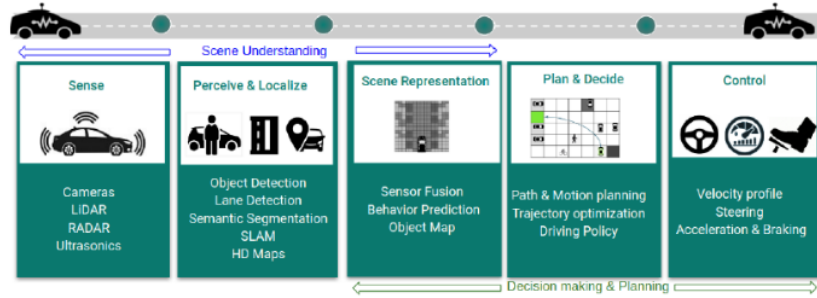 Scene Understanding
Sense
Cameras
LiDAR
RADAR
Ultrasonics
Perceive & Localize
Object Detection
Lane Detection
Semantic Segmentation
SLAM
HD Maps
Scene Representation
Sensor Fusion
Behavior Prediction
Object Map
Plan & Decide
Path & Motion planning
Trajectory optimization
Driving Policy
Control
Velocity profile
Steering
Acceleration & Braking
Decision making & Planning